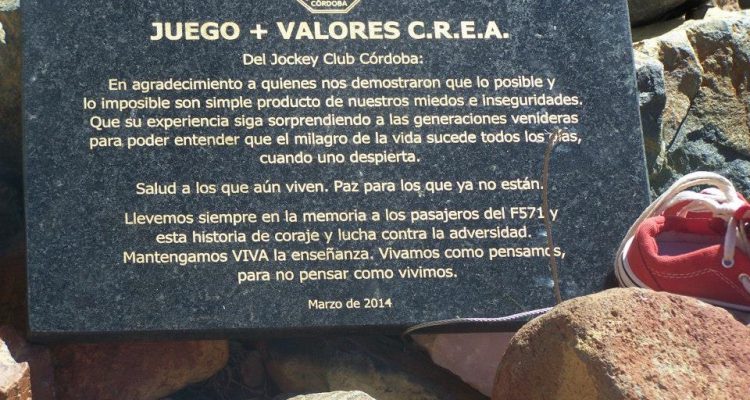 CÓRDOBA
JUEGO + VALORES C.R.E.A.
Del Jockey Club Córdoba:
En agradecimiento a quienes nos demostraron que lo posible y
lo imposible son simple producto de nuestros miedos e inseguridades.
Que su experiencia siga sorprendiendo a las generaciones venideras
para poder entender que el milagro de la vida sucede todos los días,
cuando uno despierta.
Salud a los que aún viven. Paz para los que ya no están.
Llevemos siempre en la memoria a los pasajeros del F571 y
esta historia de coraje y lucha contra la adversidad.
Mantengamos VIVA la enseñanza. Vivamos como pensamos,
para no pensar como vivimos.
Marzo de 2014